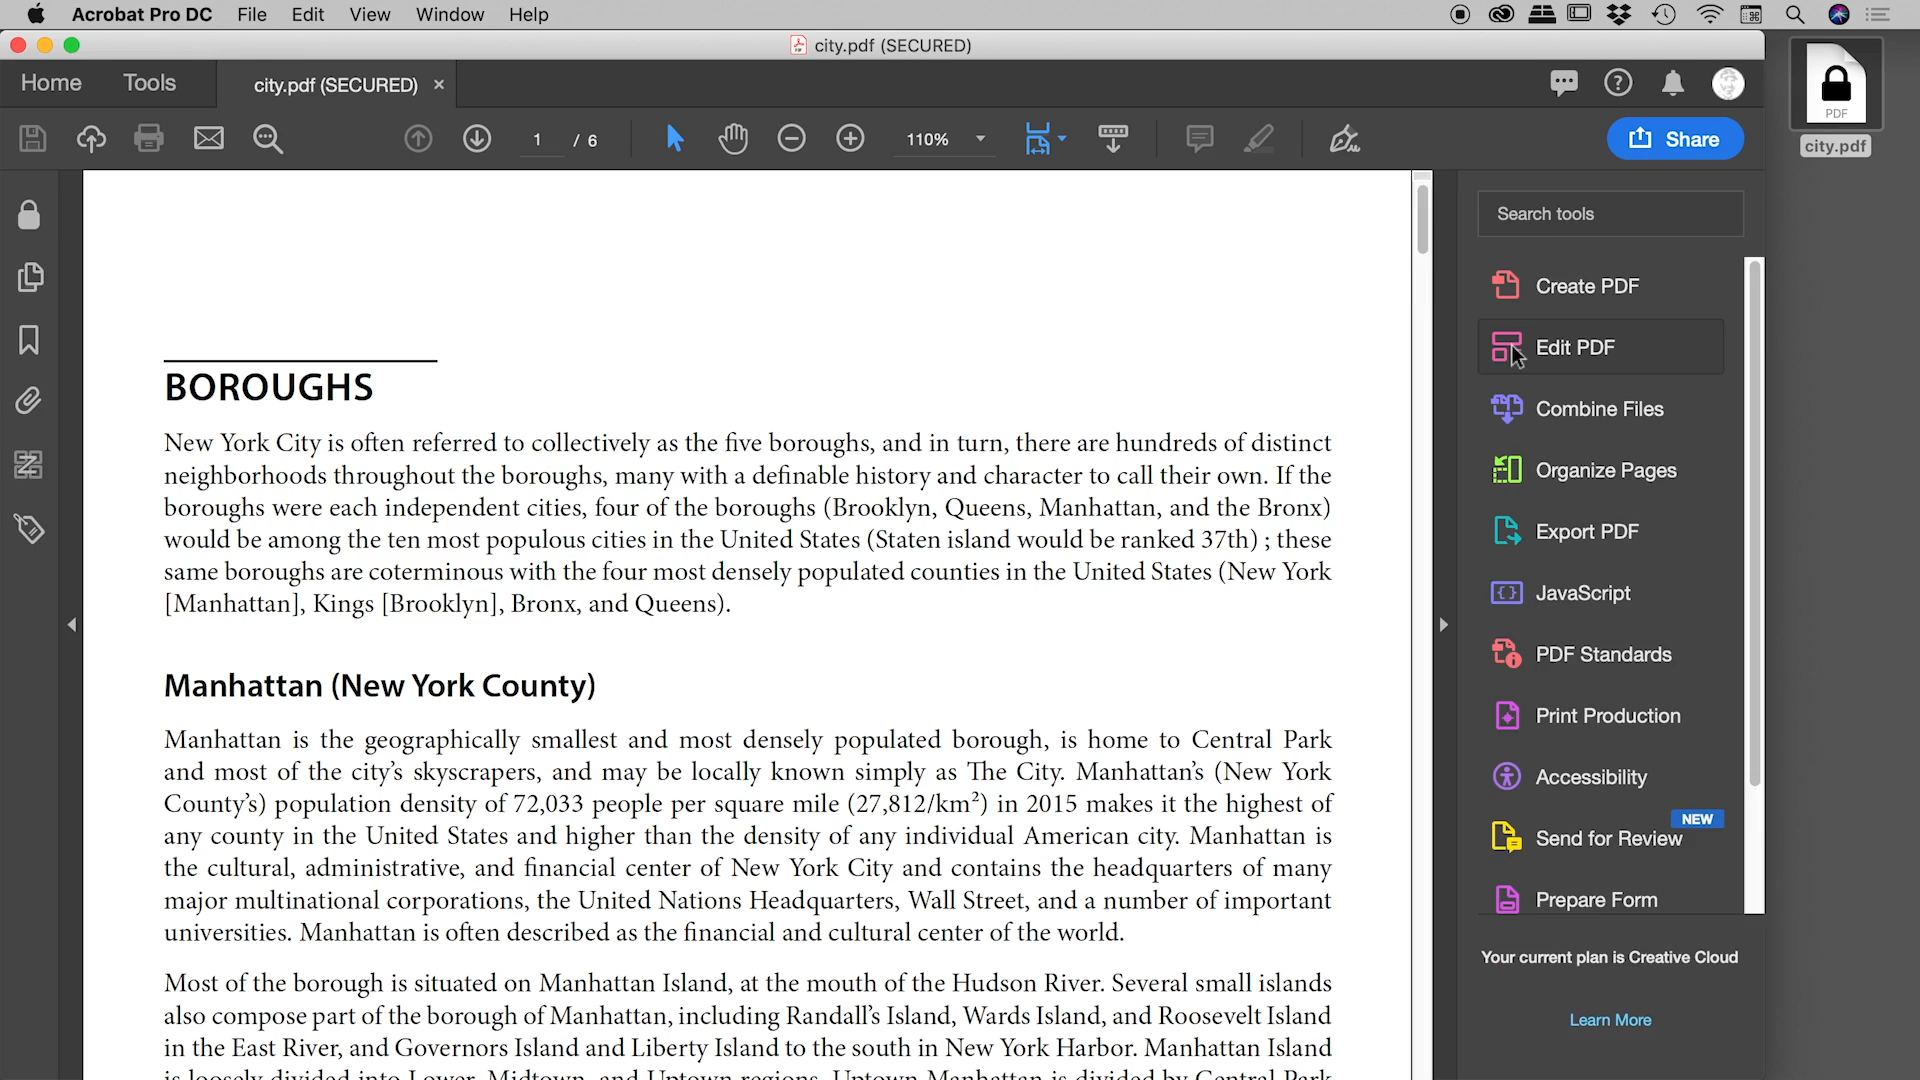 Acrobat Pro DC File Edit View Window Help
city.pdf (SECURED)
Home Tools city.pdf (SECURED) ×
1 / 6 110% Share
PDF
city.pdf
Search tools
Create PDF
Edit PDF
Combine Files
Organize Pages
Export PDF
JavaScript
PDF Standards
Print Production
Accessibility
NEW
Send for Review
Prepare Form
Your current plan is Creative Cloud
Learn More
BOROUGHS
New York City is often referred to collectively as the five boroughs, and in turn, there are hundreds of distinct
neighborhoods throughout the boroughs, many with a definable history and character to call their own. If the
boroughs were each independent cities, four of the boroughs (Brooklyn, Queens, Manhattan, and the Bronx)
would be among the ten most populous cities in the United States (Staten island would be ranked 37th) ; these
same boroughs are coterminous with the four most densely populated counties in the United States (New York
[Manhattan], Kings [Brooklyn], Bronx, and Queens).
Manhattan (New York County)
Manhattan is the geographically smallest and most densely populated borough, is home to Central Park
and most of the city's skyscrapers, and may be locally known simply as The City. Manhattan's (New York
County's) population density of 72,033 people per square mile (27,812/km²) in 2015 makes it the highest of
any county in the United States and higher than the density of any individual American city. Manhattan is
the cultural, administrative, and financial center of New York City and contains the headquarters of many
major multinational corporations, the United Nations Headquarters, Wall Street, and a number of important
universities. Manhattan is often described as the financial and cultural center of the world.
Most of the borough is situated on Manhattan Island, at the mouth of the Hudson River. Several small islands
also compose part of the borough of Manhattan, including Randall's Island, Wards Island, and Roosevelt Island
in the East River, and Governors Island and Liberty Island to the south in New York Harbor. Manhattan Island
is loosely divided into Lower, Midtown, and Uptown regions. Uptown Manhattan is divided by Central Park